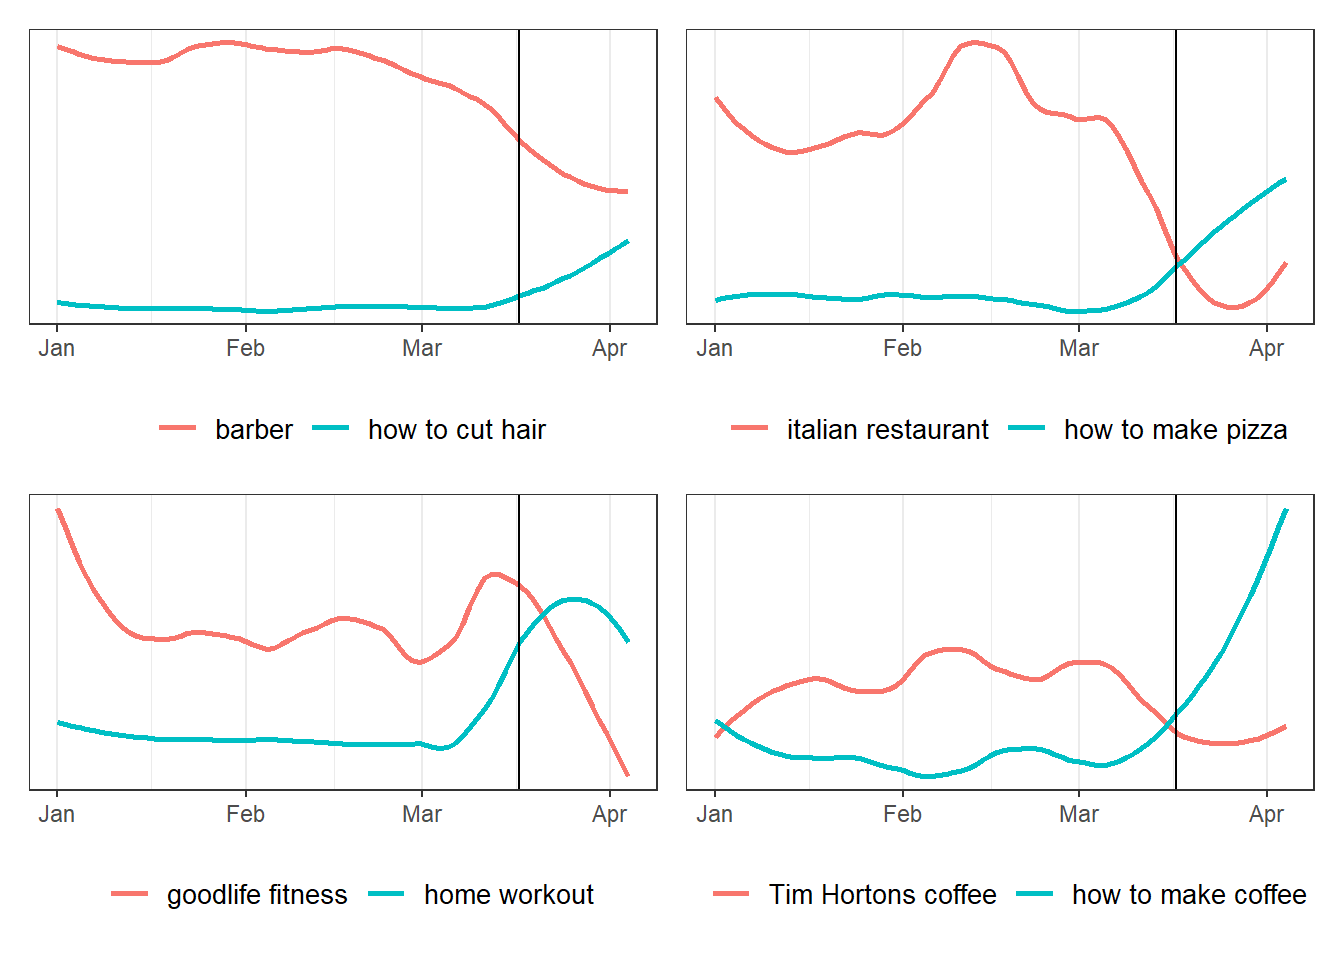 Jan Feb Mar Apr
barber how to cut hair
Jan Feb Mar Apr
italian restaurant how to make pizza
Jan Feb Mar Apr
goodlife fitness home workout
Jan Feb Mar Apr
Tim Hortons coffee how to make coffee